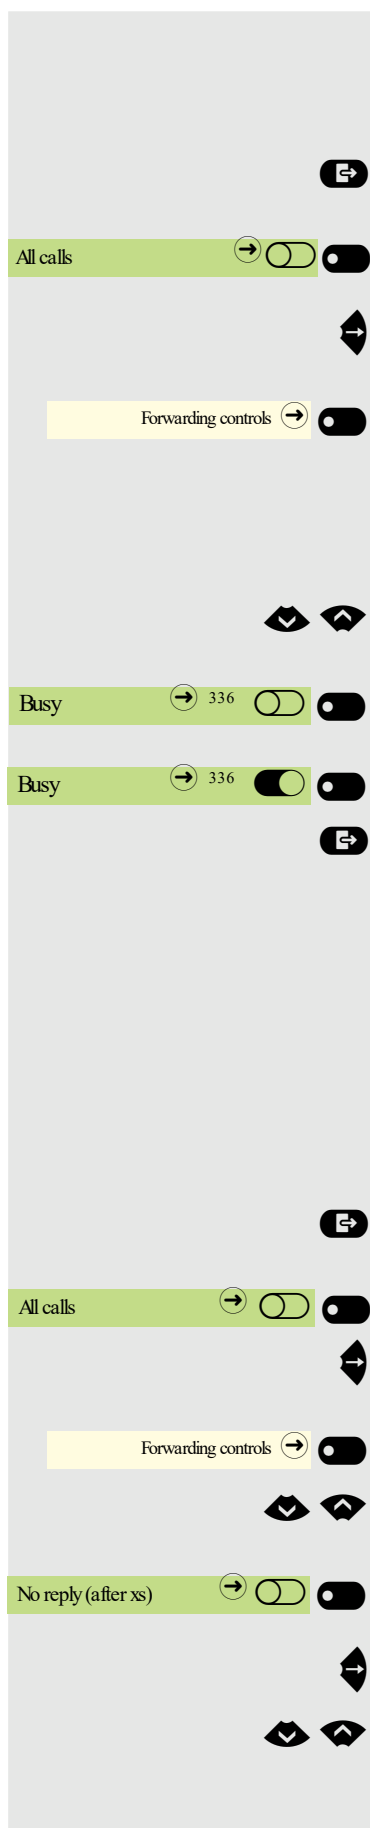 All calls
Forwarding controls
Busy 336
Busy 336
All calls
Forwarding controls
No reply (after xs)